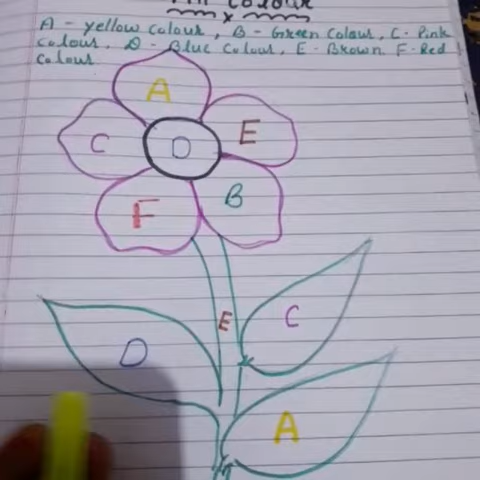 colour
A - yellow colour, B - Green Colour, C - Pink
colour, D - Blue Colour, E - Brown F - Red
Colour
A
C
D
E
F
B
E
C
D
A